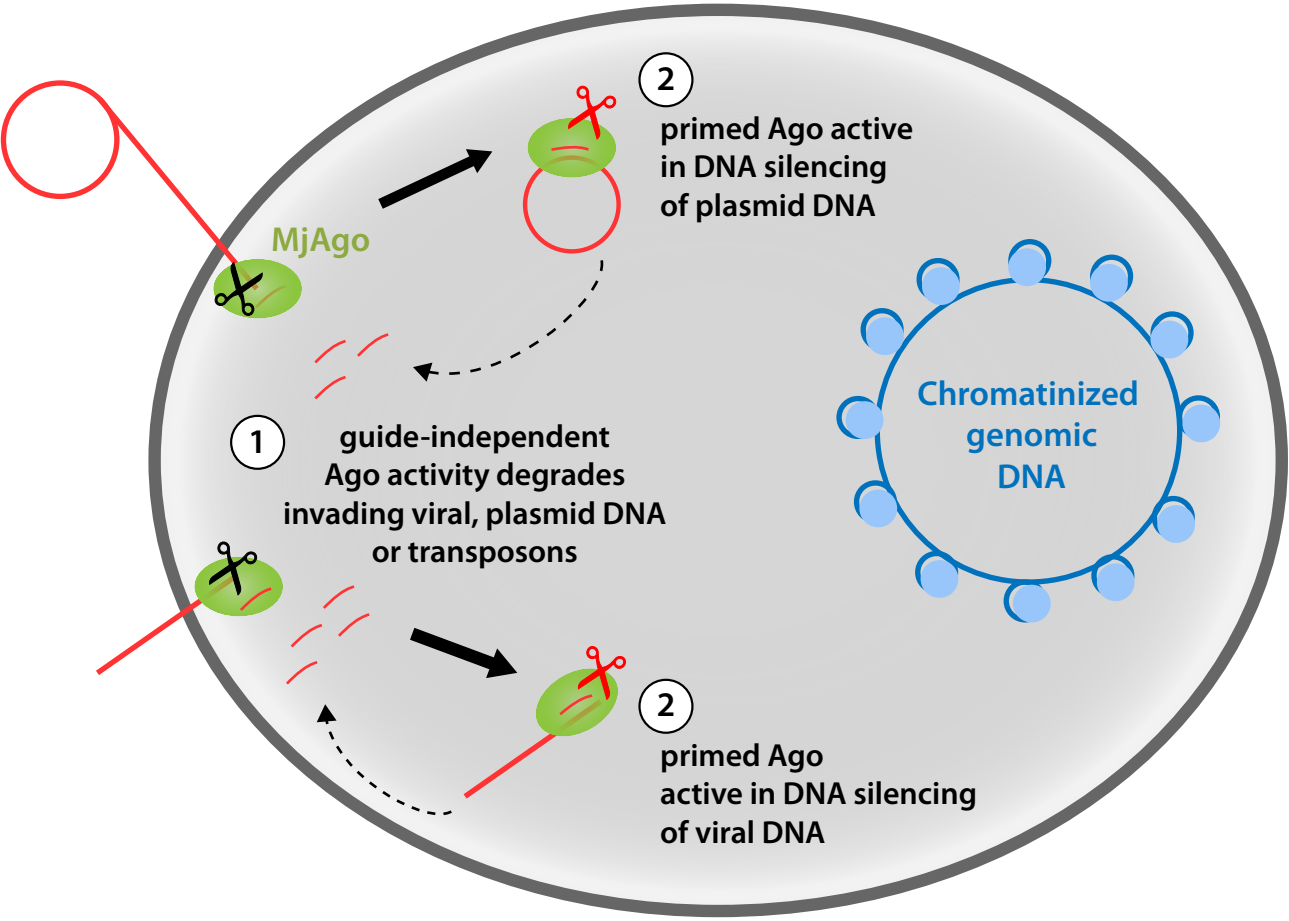 2
primed Ago active
in DNA silencing
of plasmid DNA
MjAgo
1
guide-independent
Ago activity degrades
invading viral, plasmid DNA
or transposons
Chromatinized
genomic
DNA
2
primed Ago
active in DNA silencing
of viral DNA